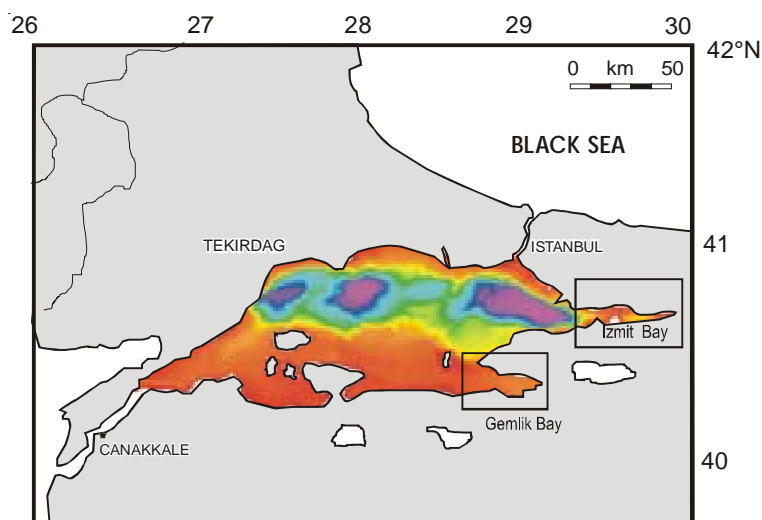 26 27 28 29 30
42°N
0 km 50
BLACK SEA
41
TEKIRDAG
ISTANBUL
İzmit Bay
Gemlik Bay
*CANAKKALE
40